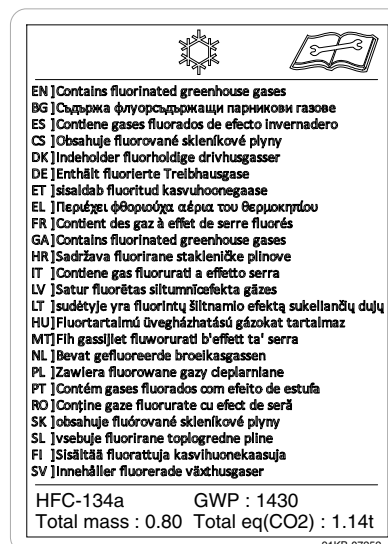 EN ]Contains fluorinated greenhouse gases
BG ]Съдържа флуорсъдържащи парникови газове
ES ]Contiene gases fluorados de efecto invernadero
CS ]Obsahuje fluorované skleníkové plyny
DK ]Indeholder fluorholdige drivhusgasser
DE ]Enthält fluorierte Treibhausgase
ET ]sisaldab fluoritud kasvuhoonegaase
EL ]Περιέχει φθοριούχα αέρια του θερμοκηπίου
FR ]Contient des gaz à effet de serre fluorés
GA]Contains fluorinated greenhouse gases
HR]Sadržava fluorirane stakleničke plinove
IT ]Contiene gas fluorurati a effetto serra
LV ]Satur fluorētas siltumnīcefekta gāzes
LT ]sudėtyje yra fluorintų šiltnamio efektą sukeliančių dujų
HU]Fluortartalmú üvegházhatású gázokat tartalmaz
MT]Fih gassijiet fluworurati b'effett ta' serra
NL ]Bevat gefluoreerde broeikasgassen
PL ]Zawiera fluorowane gazy cieplarniane
PT ]Contém gases fluorados com efeito de estufa
RO]Conține gaze fluorurate cu efect de seră
SK ]obsahuje fluórované skleníkové plyny
SL ]vsebuje fluorirane toplogredne pline
FI ]Sisältää fluorattuja kasvihuonekaasuja
SV ]Innehåller fluorerade växthusgaser
HFC-134a GWP : 1430
Total mass : 0.80 Total eq(CO2) : 1.14t